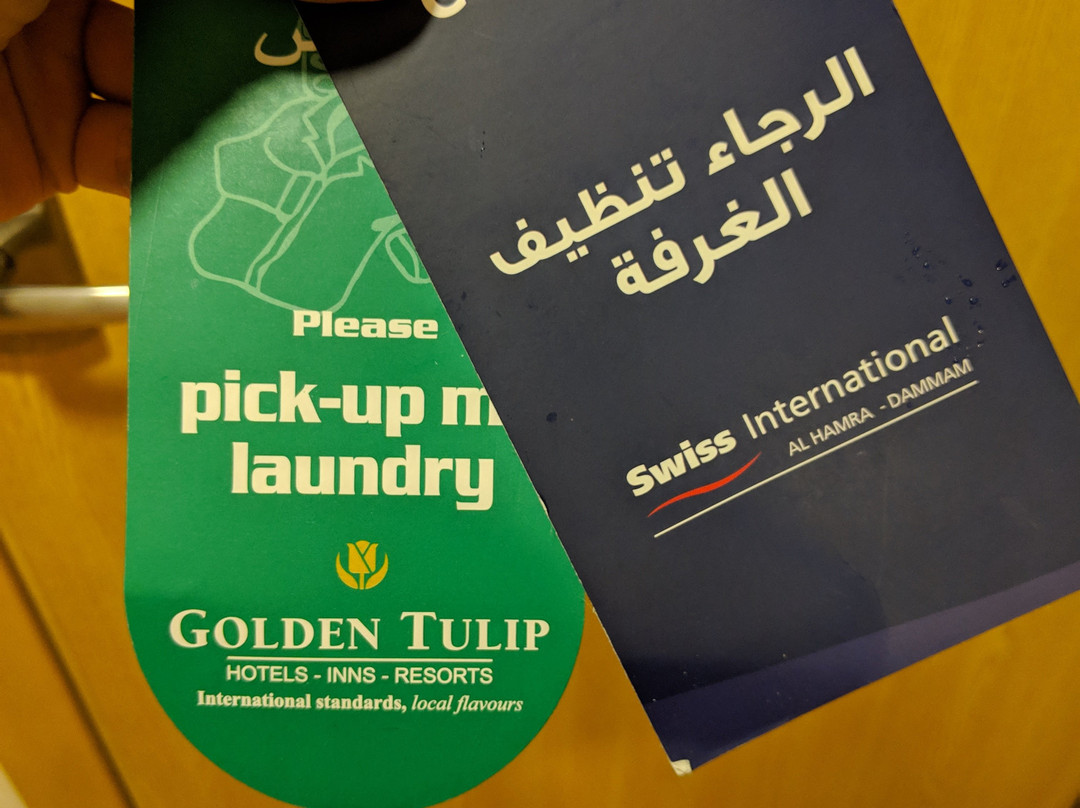 Please
pick-up
laundry
GOLDEN TULIP
HOTELS - INNS - RESORTS
International standards, local flavours
الرجاء تنظيف
الغرفة
Swiss International
AL HAMRA - DAMMAM